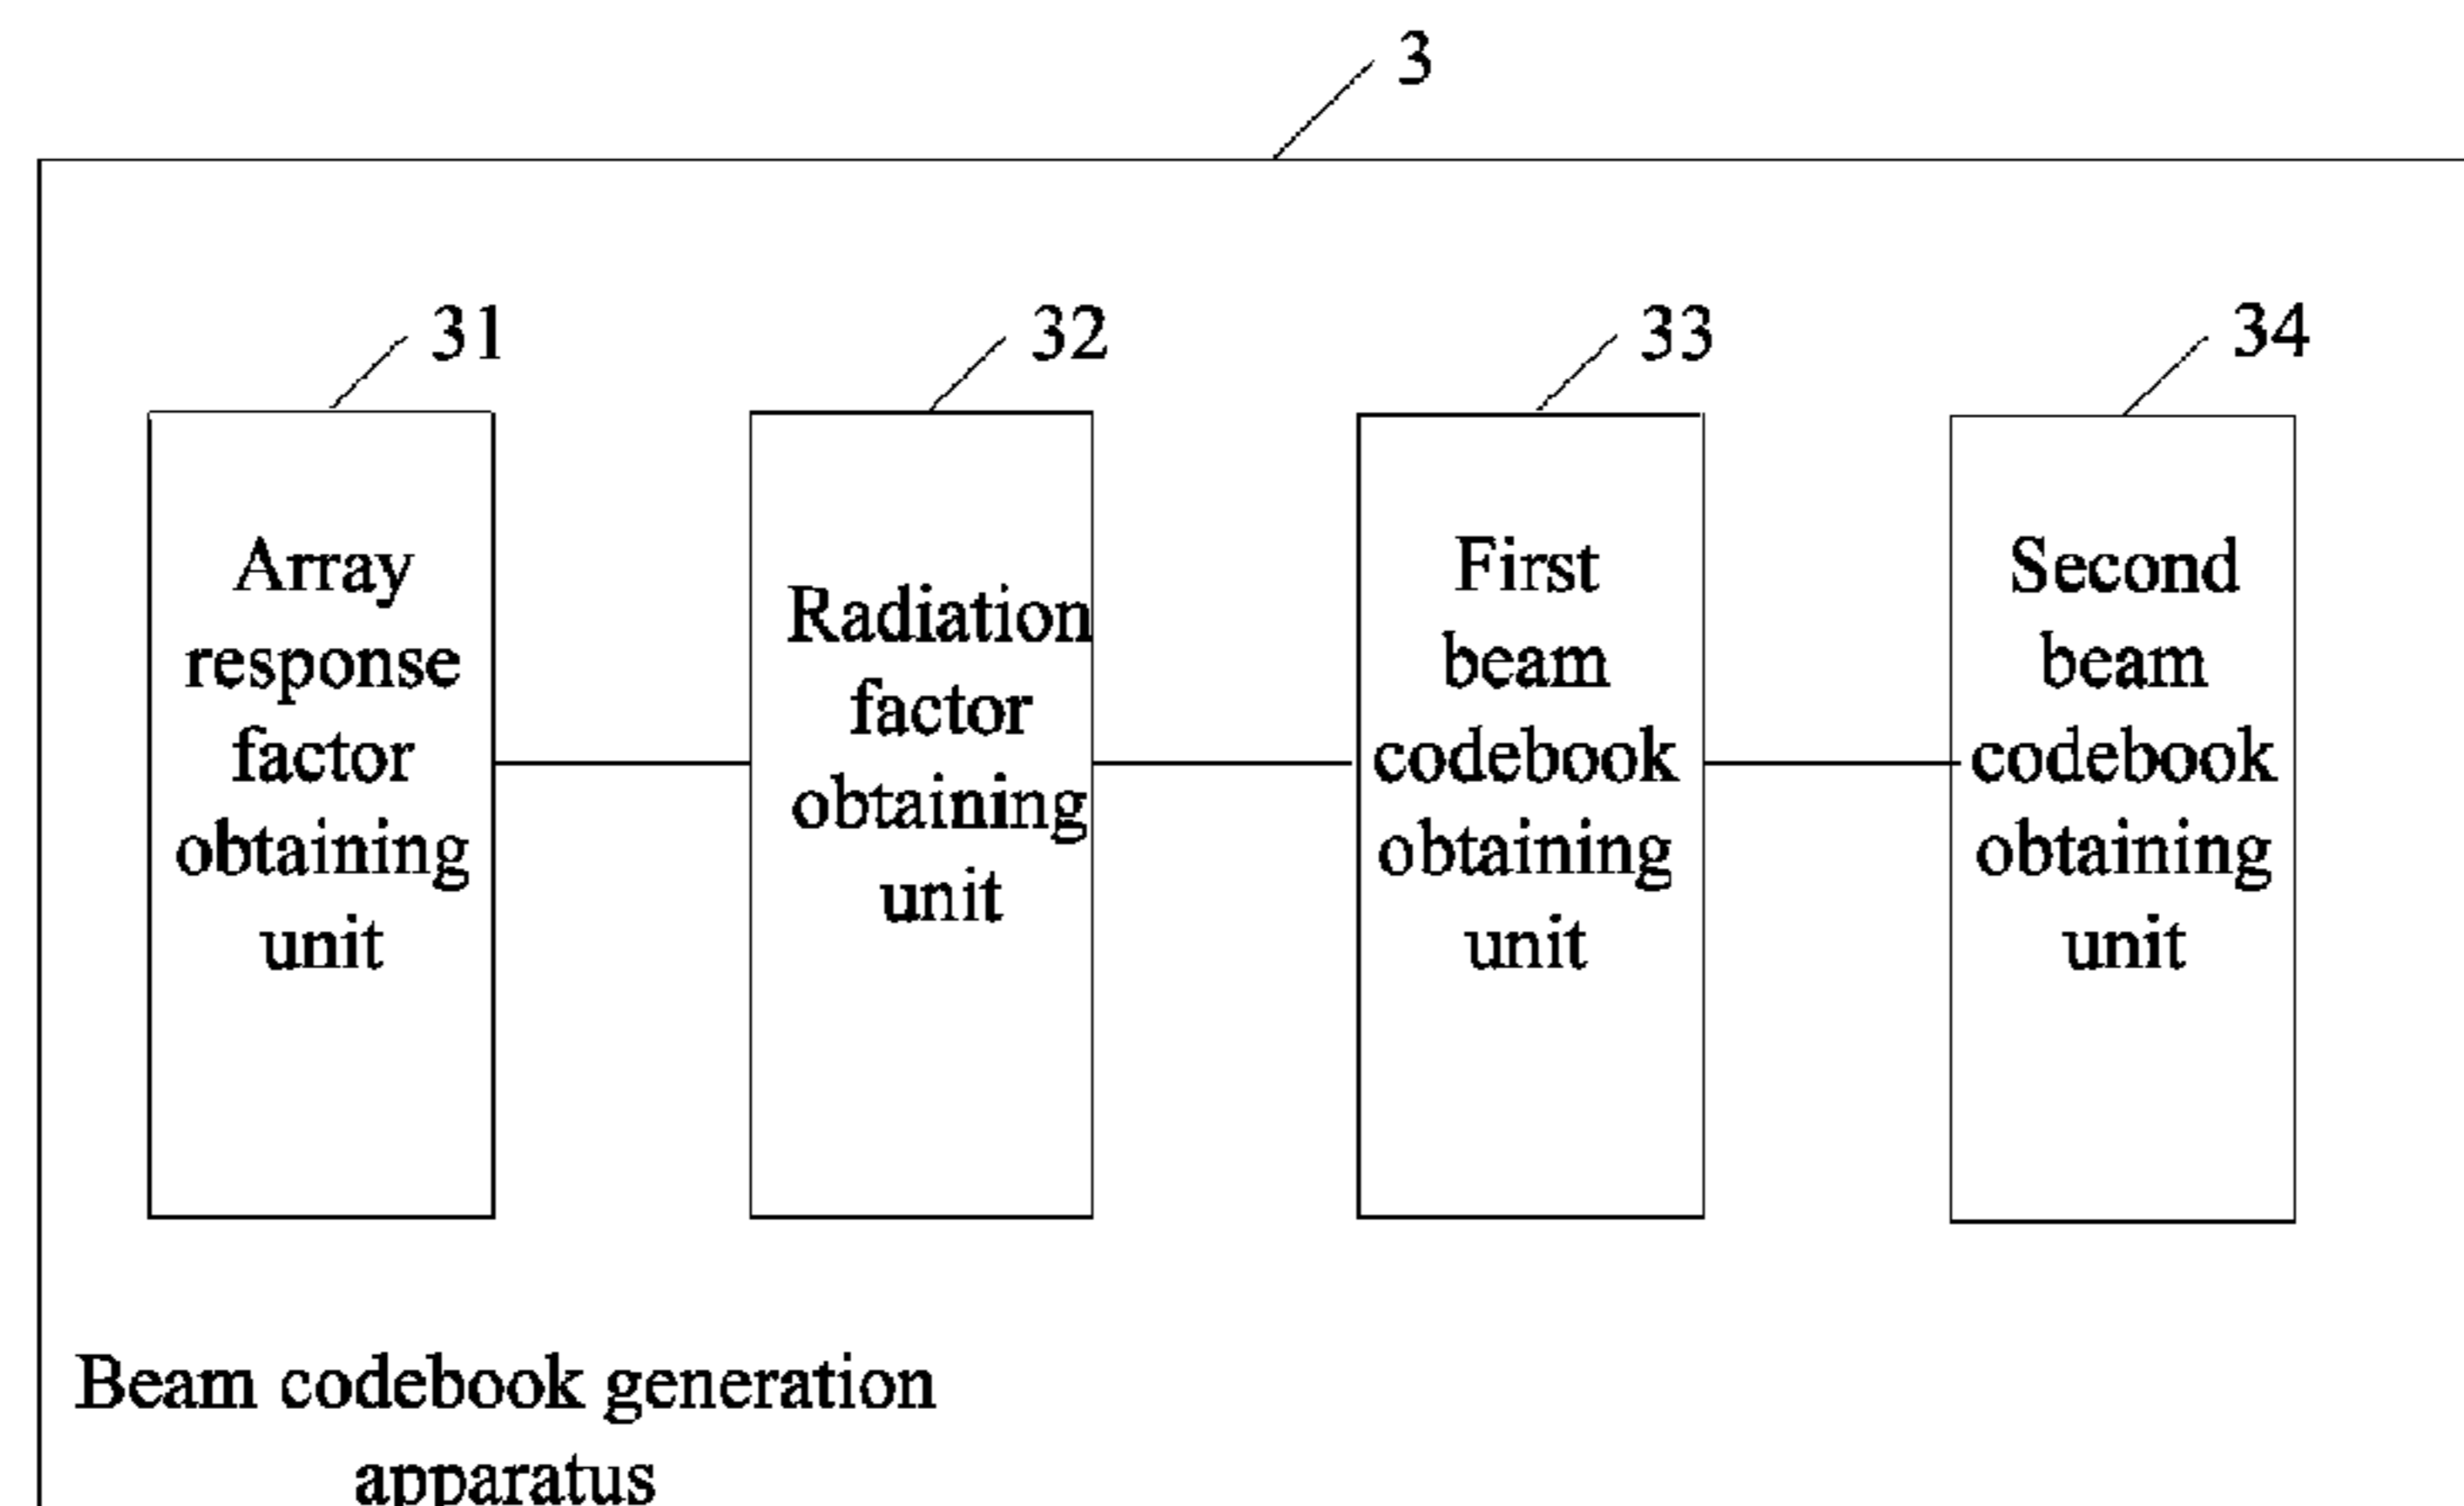 3
31
32
33
34
Array
response
factor
obtaining
unit
Radiation
factor
obtaining
unit
First
beam
codebook
obtaining
unit
Second
beam
codebook
obtaining
unit
Beam codebook generation
apparatus